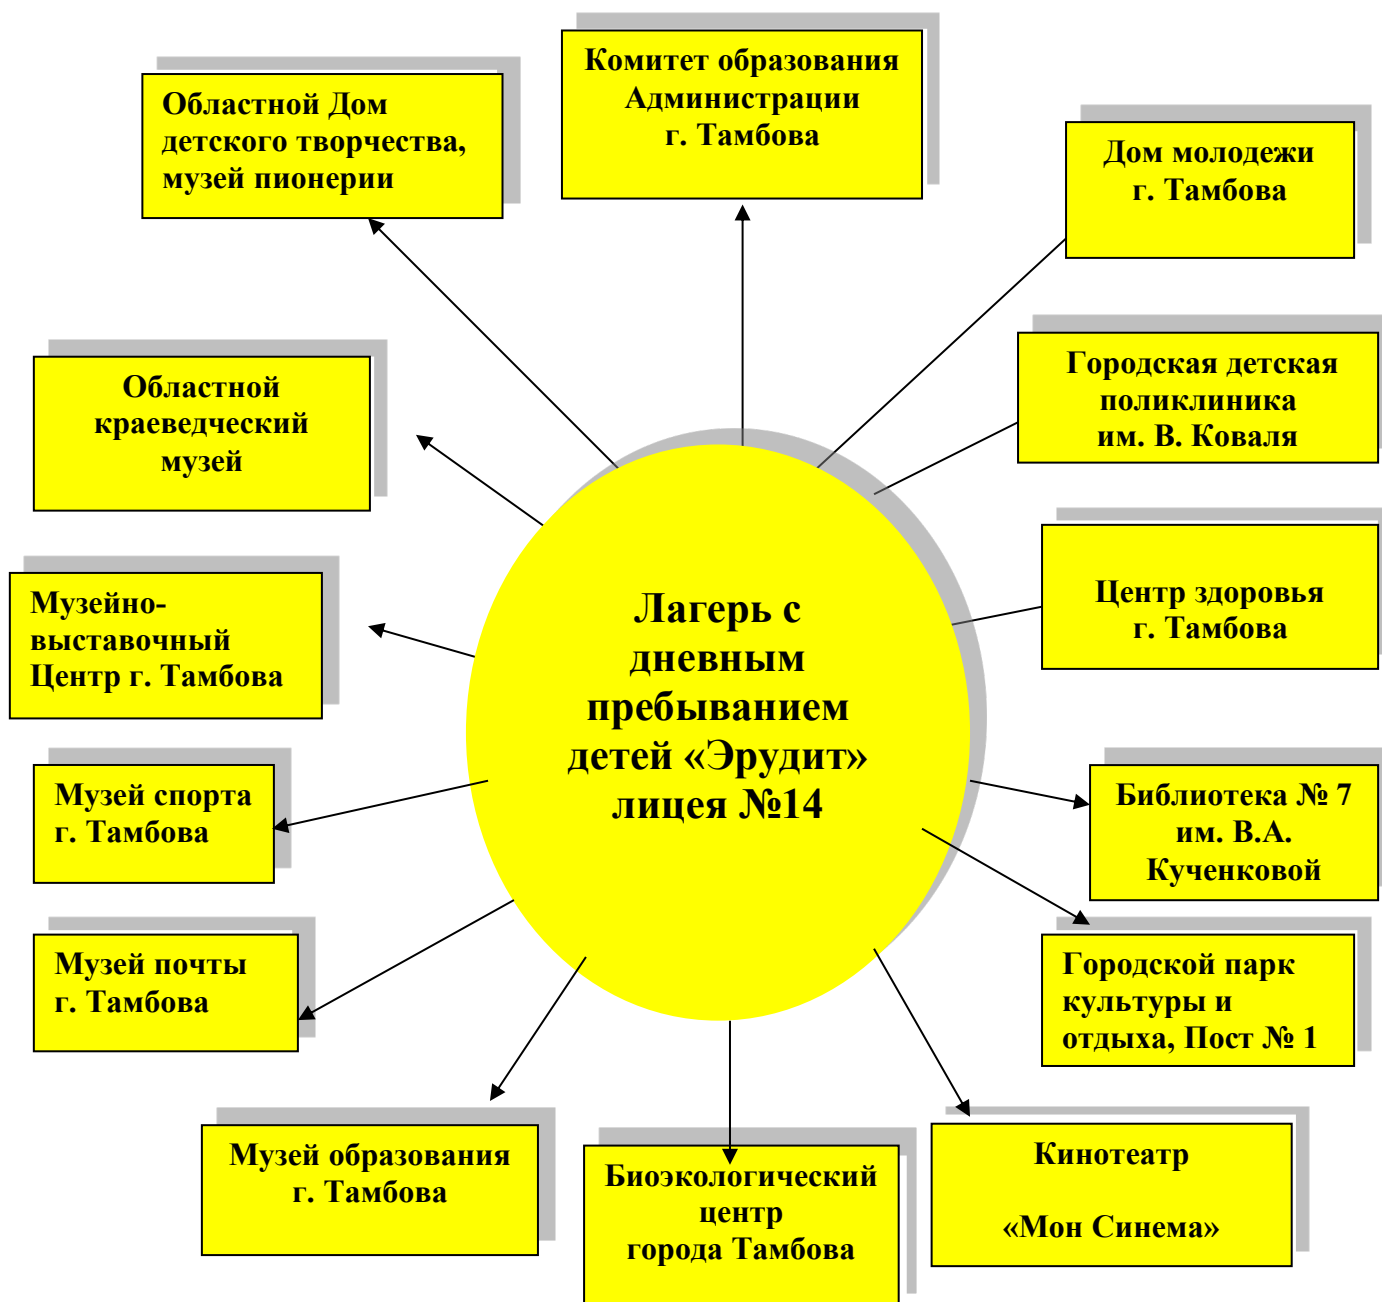 Комитет образования
Администрации
г. Тамбова
Областной Дом
детского творчества,
музей пионерии
Дом молодежи
г. Тамбова
Городская детская
поликлиника
им. В. Коваля
Областной
краеведческий
музей
Центр здоровья
г. Тамбова
Музейно-
выставочный
Центр г. Тамбова
Лагерь с
дневным
пребыванием
детей «Эрудит»
лицея №14
Музей спорта
г. Тамбова
Библиотека № 7
им. В.А.
Кученковой
Музей почты
г. Тамбова
Городской парк
культуры и
отдыха, Пост № 1
Музей образования
г. Тамбова
Биоэкологический
центр
города Тамбова
Кинотеатр
«Мон Синема»